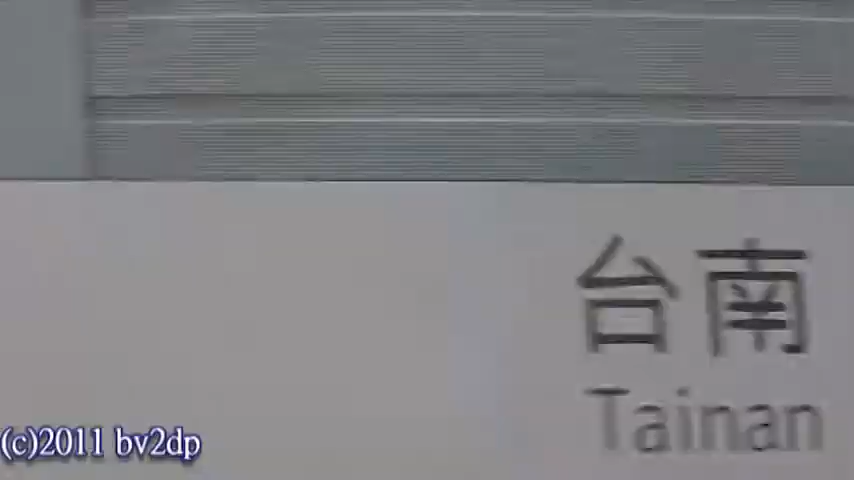 台南
Tainan
(c)2011 bv2dp